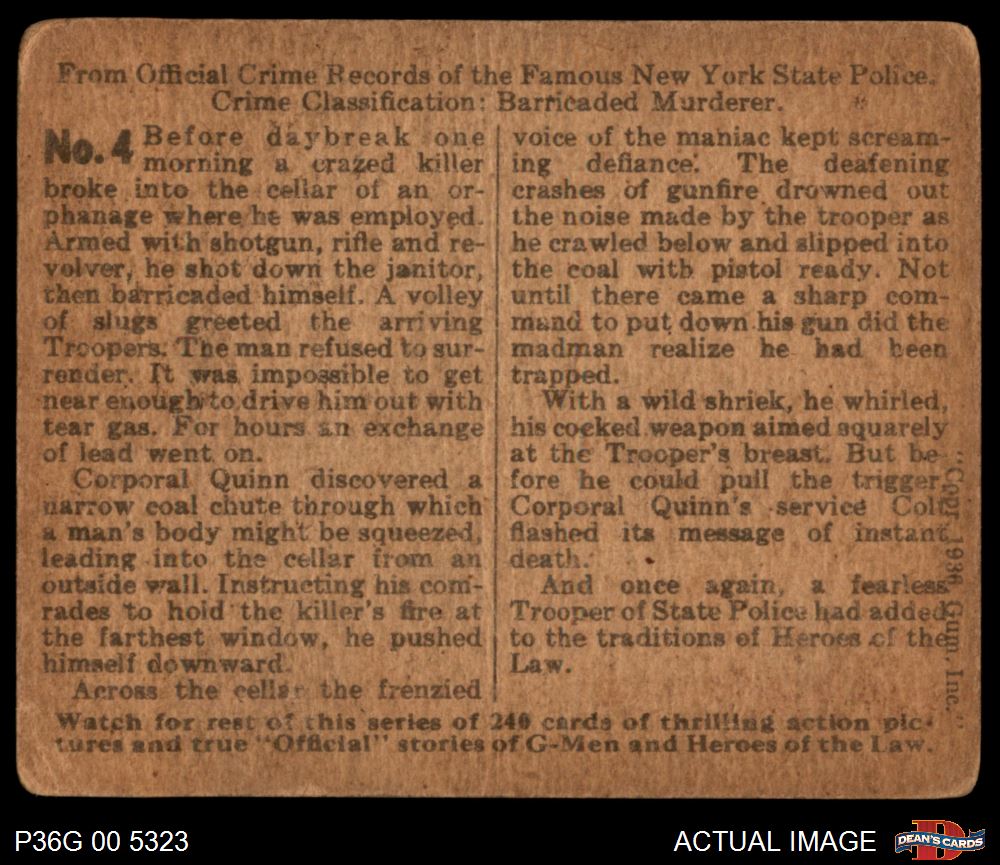 From Official Crime Records of the Famous New York State Police.
Crime Classification: Barricaded Murderer.
No. 4 Before daybreak one
morning a crazed killer
broke into the cellar of an or-
phanage where he was employed.
Armed with shotgun, rifle and re-
volver, he shot down the janitor,
then barricaded himself. A volley
of slugs greeted the arriving
Troopers. The man refused to sur-
render. It was impossible to get
near enough to drive him out with
tear gas. For hours an exchange
of lead went on.
Corporal Quinn discovered a
narrow coal chute through which
a man's body might be squeezed,
leading into the cellar from an
outside wall. Instructing his com-
rades to hold the killer's fire at
the farthest window, he pushed
himself downward.
Across the cellar the frenzied
voice of the maniac kept scream-
ing defiance. The deafening
crashes of gunfire drowned out
the noise made by the trooper as
he crawled below and slipped into
the coal with pistol ready. Not
until there came a sharp com-
mand to put down his gun did the
madman realize he had been
trapped.
With a wild shriek, he whirled,
his cocked weapon aimed squarely
at the Trooper's breast. But be-
fore he could pull the trigger,
Corporal Quinn's service Colt
flashed its message of instant
death.
And once again, a fearless
Trooper of State Police had added
to the traditions of Heroes of the
Law.
"Copr. 1936 Gum, Inc."
Watch for rest of this series of 240 cards of thrilling action pic-
tures and true "Official" stories of G-Men and Heroes of the Law.
P36G 00 5323
ACTUAL IMAGE
D
DEAN'S CARDS